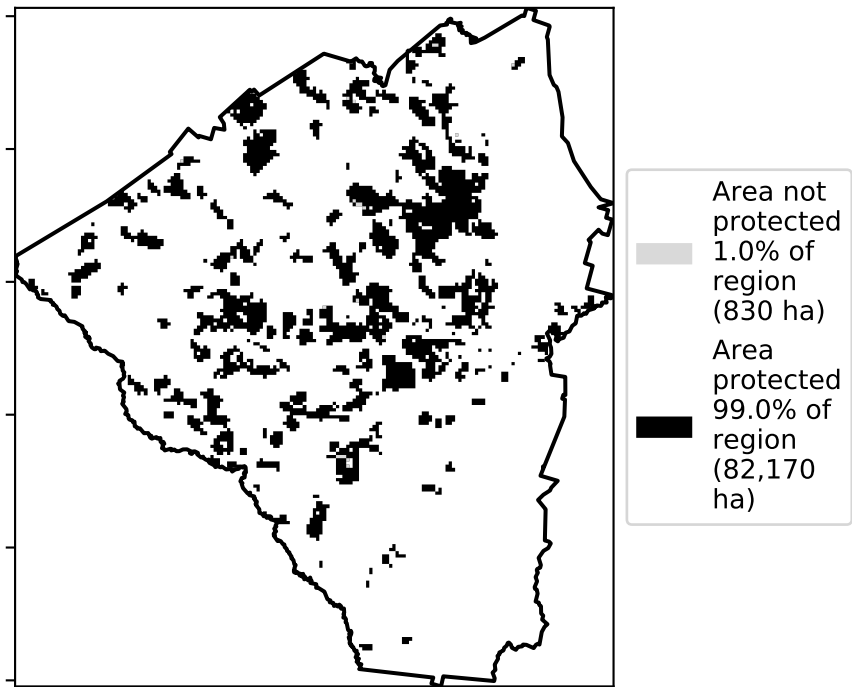 Area not
protected
1.0% of
region
(830 ha)
Area
protected
99.0% of
region
(82,170
ha)